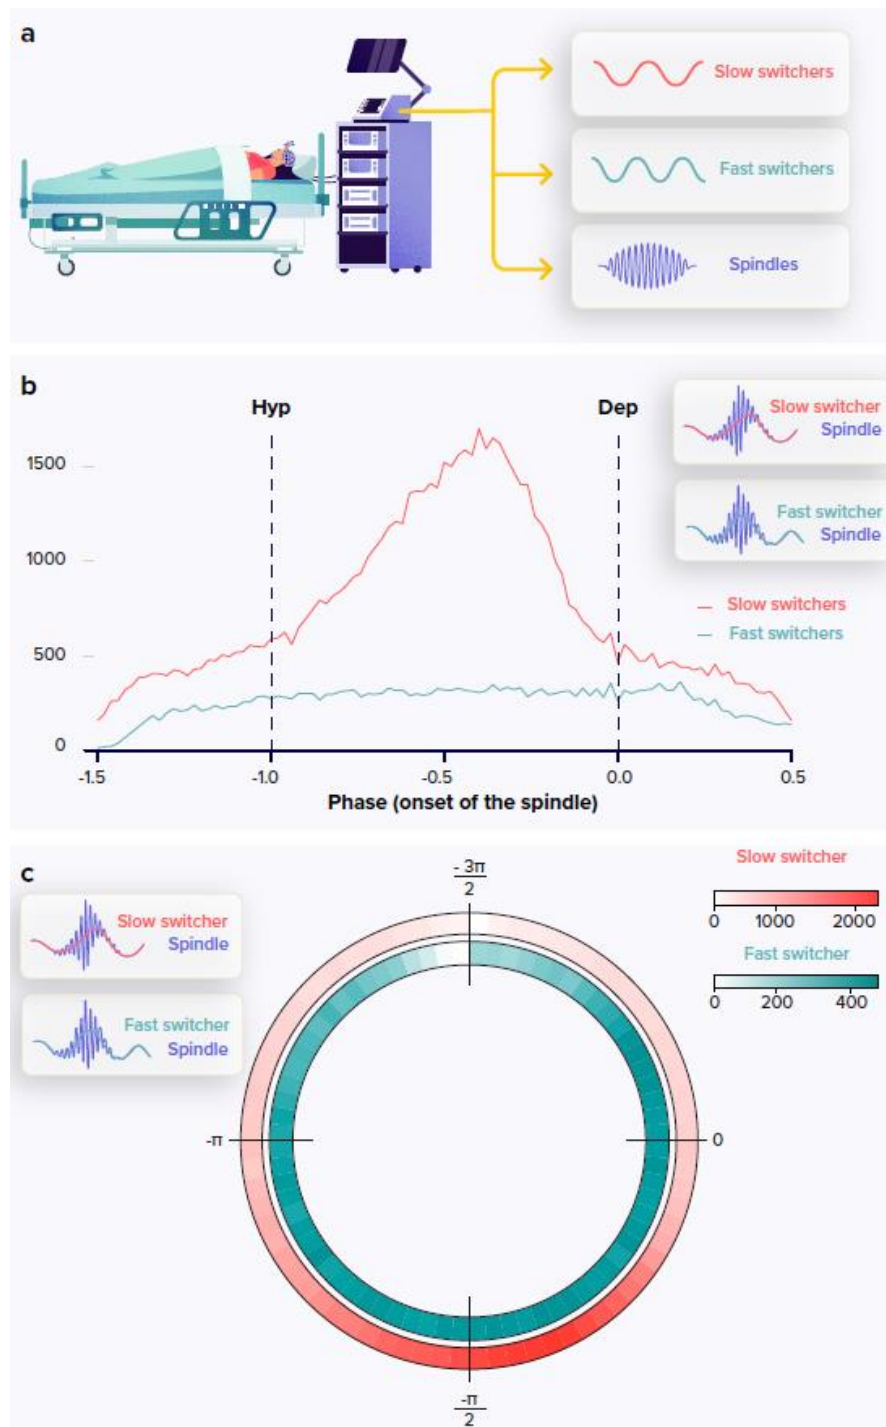 a
Slow switchers
Fast switchers
Spindles
b
Hyp
Dep
Slow switcher
Spindle
Fast switcher
Spindle
1500
1000
500
0
Slow switchers
Fast switchers
-1.5
-1.0
-0.5
0.0
0.5
Phase (onset of the spindle)
c
Slow switcher
Spindle
Fast switcher
Spindle
- 3π
2
Slow switcher
0 1000 2000
Fast switcher
0 200 400
-π
0
-π
2